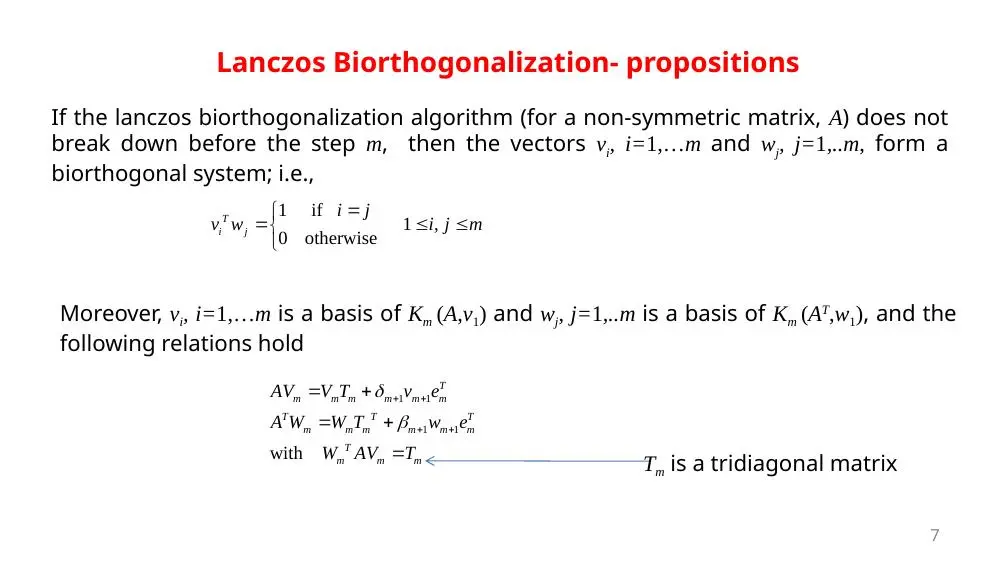 Lanczos Biorthogonalization- propositions
If the lanczos biorthogonalization algorithm (for a non-symmetric matrix, A) does not
break down before the step m, then the vectors vᵢ, i=1,…m and wⱼ, j=1,..m, form a
biorthogonal system; i.e.,
vᵢᵀwⱼ = {1 if i = j
0 otherwise 1 ≤ i, j ≤ m
Moreover, vᵢ, i=1,…m is a basis of Kₘ (A,v₁) and wⱼ, j=1,..m is a basis of Kₘ (Aᵀ,w₁), and the
following relations hold
AVₘ = VₘTₘ + δₘ₊₁vₘ₊₁eₘᵀ
AᵀWₘ = WₘTₘᵀ + βₘ₊₁wₘ₊₁eₘᵀ
with WₘᵀAVₘ = Tₘ
Tₘ is a tridiagonal matrix
7